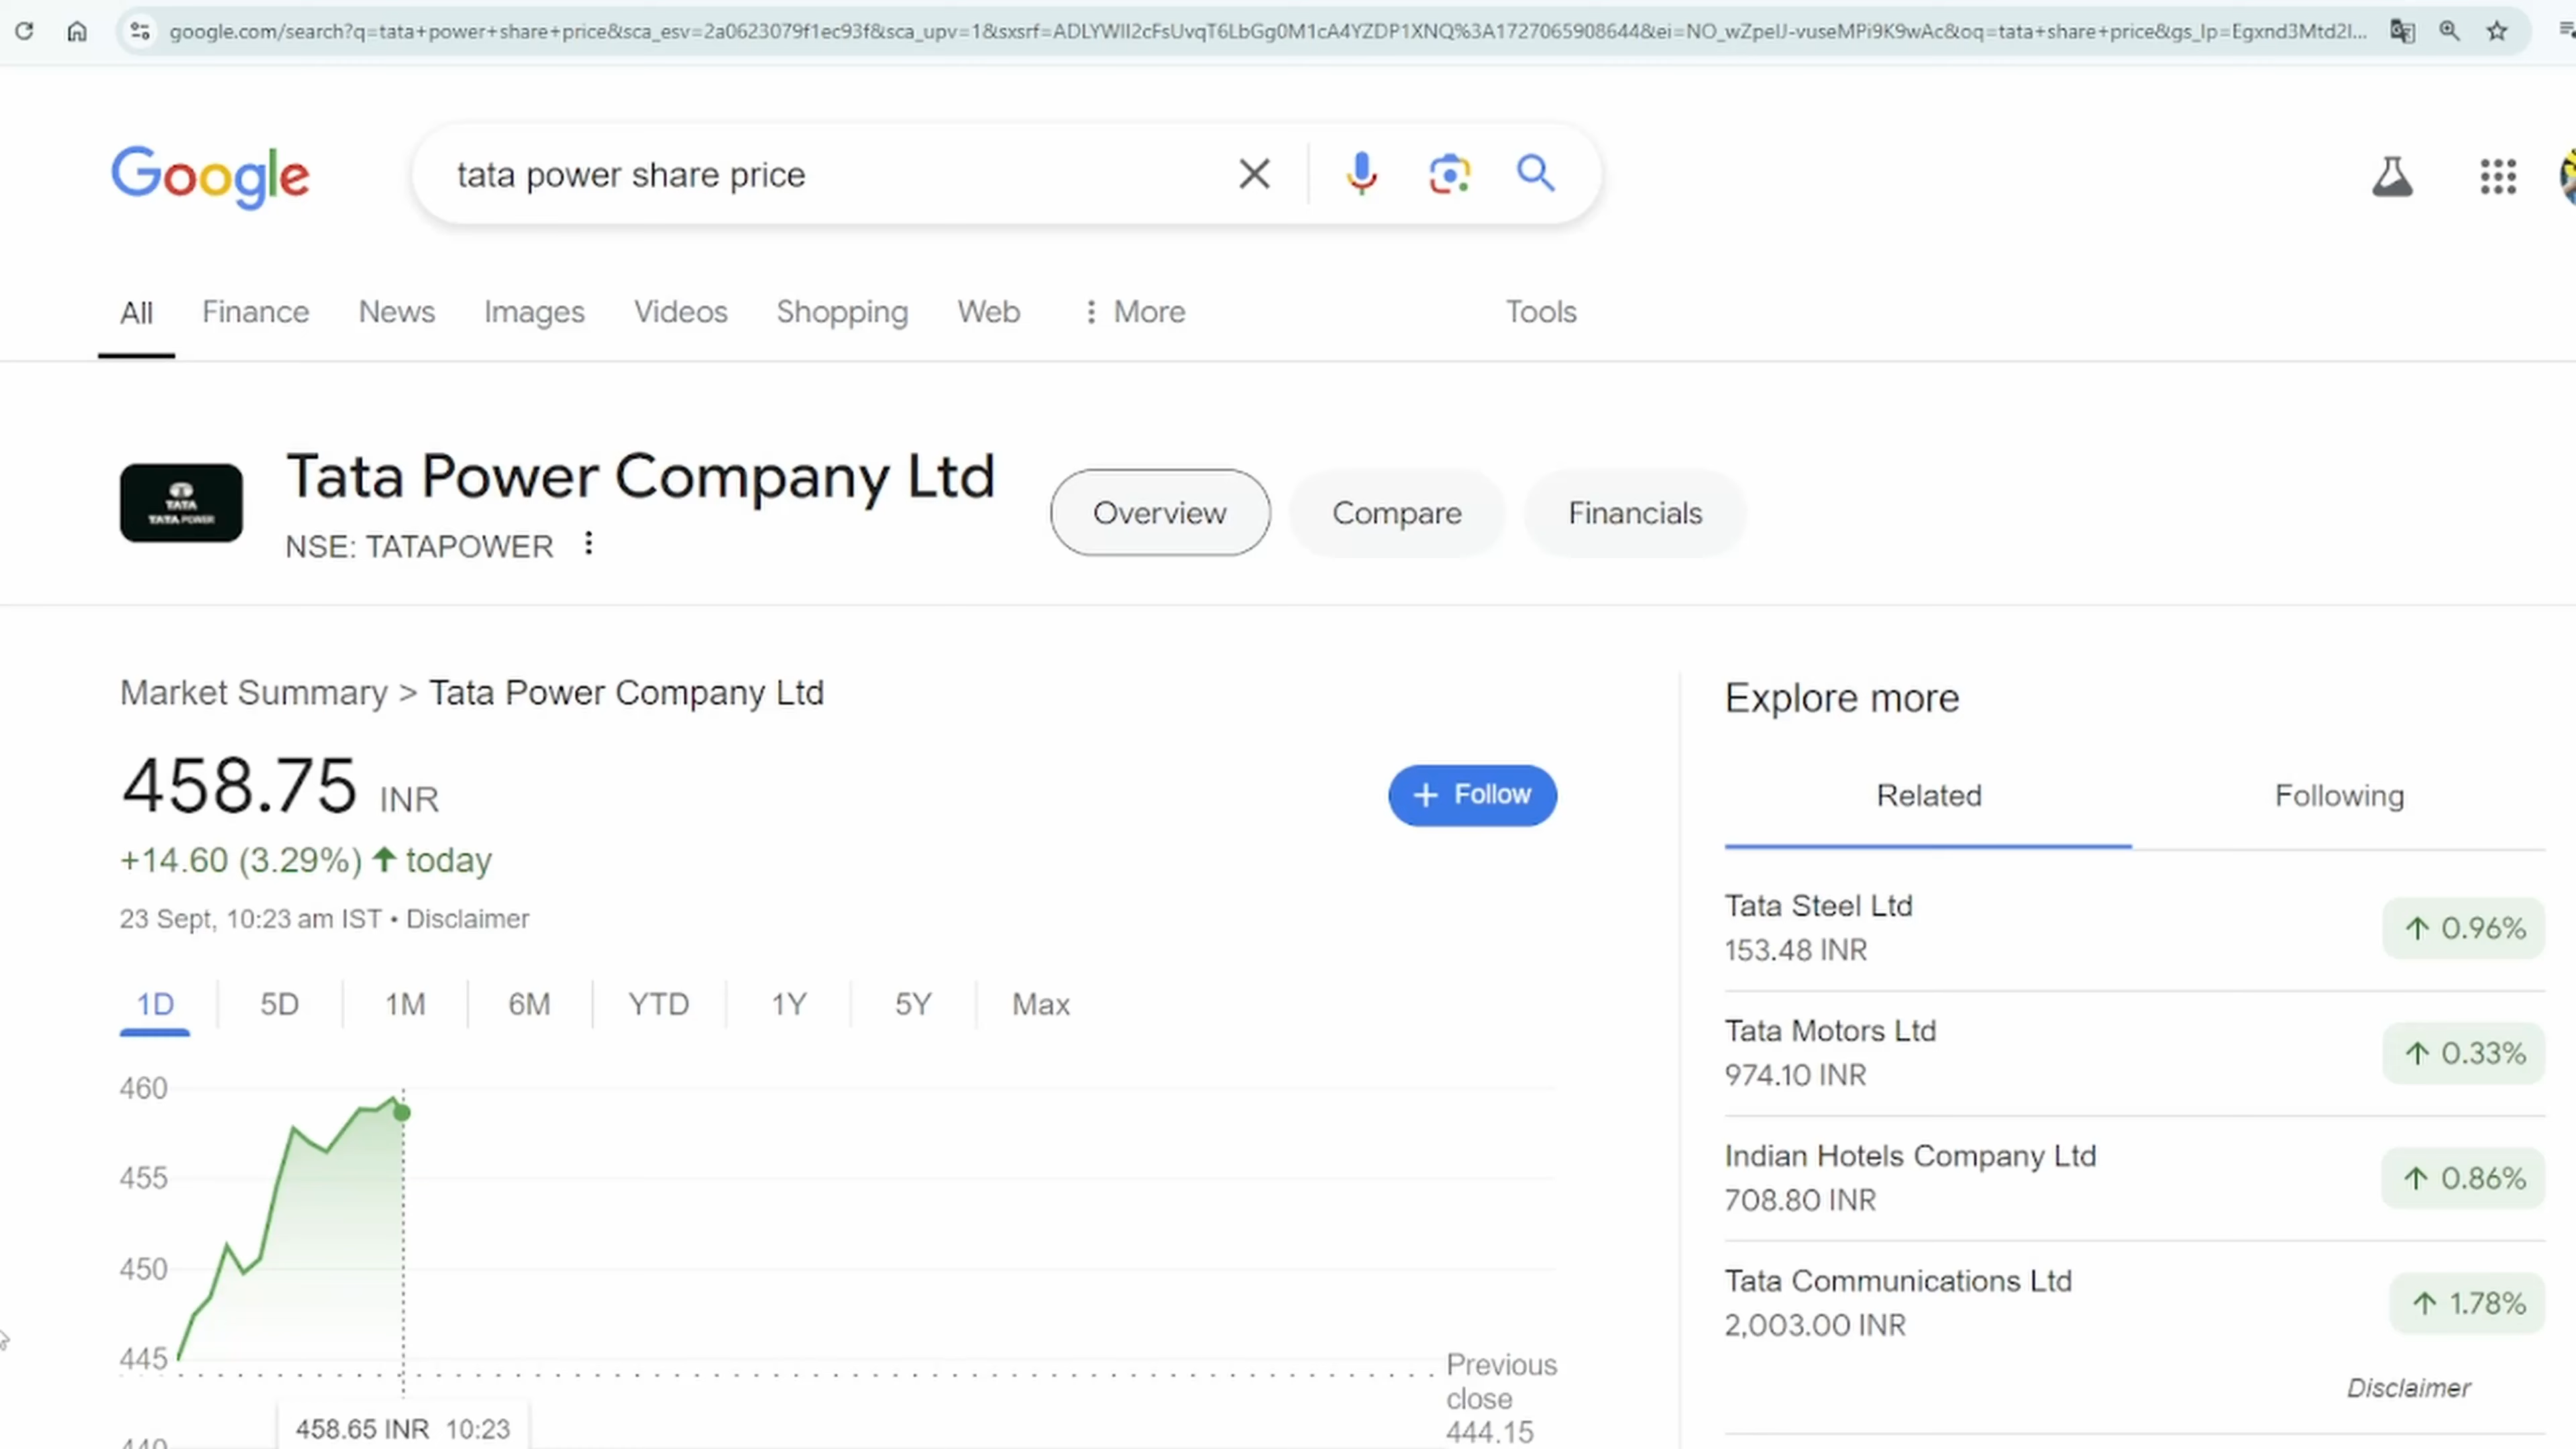 google.com/search?q=tata+power+share+price&sca_esv=2a0623079f1ec93f&sca_upv=1&sxsrf=ADLYWII2cFsUvqT6LbGg0M1cA4YZDP1XNQ%3A1727065908644&ei=NO_wZpeIJ-vuseMPi9K9wAc&oq=tata+share+price&gs_lp=Egxnd3Mtd2l...
Google
tata power share price
All Finance News Images Videos Shopping Web More Tools
TATA
TATA POWER
Tata Power Company Ltd
NSE: TATAPOWER
Overview Compare Financials
Market Summary > Tata Power Company Ltd
458.75 INR
+ Follow
+14.60 (3.29%) ↑ today
23 Sept, 10:23 am IST • Disclaimer
1D 5D 1M 6M YTD 1Y 5Y Max
460
455
450
445
440
Previous
close
444.15
458.65 INR 10:23
Explore more
Related Following
Tata Steel Ltd
153.48 INR
↑ 0.96%
Tata Motors Ltd
974.10 INR
↑ 0.33%
Indian Hotels Company Ltd
708.80 INR
↑ 0.86%
Tata Communications Ltd
2,003.00 INR
↑ 1.78%
Disclaimer